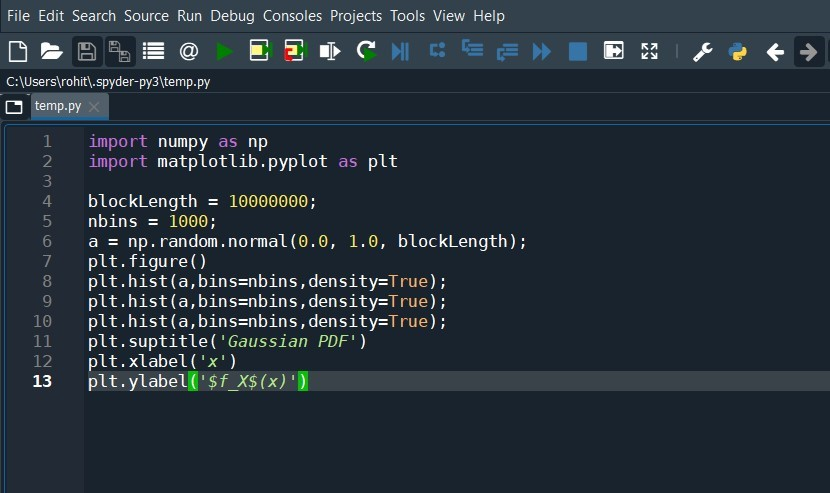 File Edit Search Source Run Debug Consoles Projects Tools View Help
C:\Users\rohit\.spyder-py3\temp.py
temp.py
1 import numpy as np
2 import matplotlib.pyplot as plt
3
4 blockLength = 10000000;
5 nbins = 1000;
6 a = np.random.normal(0.0, 1.0, blockLength);
7 plt.figure()
8 plt.hist(a,bins=nbins,density=True);
9 plt.hist(a,bins=nbins,density=True);
10 plt.hist(a,bins=nbins,density=True);
11 plt.suptitle('Gaussian PDF')
12 plt.xlabel('x')
13 plt.ylabel('$f_X$(x)')